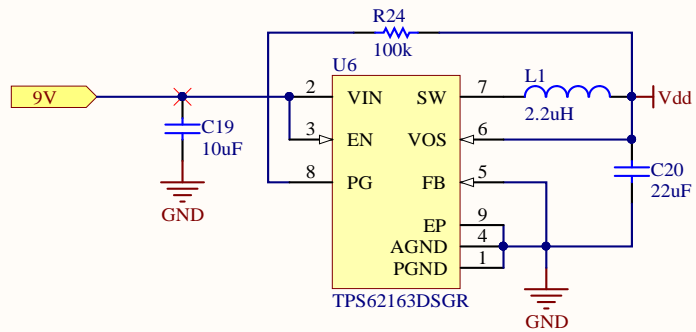 R24
100k
U6
L1
9V
2 VIN SW 7
Vdd
2.2uH
C19
10uF
3 EN VOS 6
C20
22uF
8 PG FB 5
GND
EP 9
AGND 4
PGND 1
TPS62163DSGR
GND